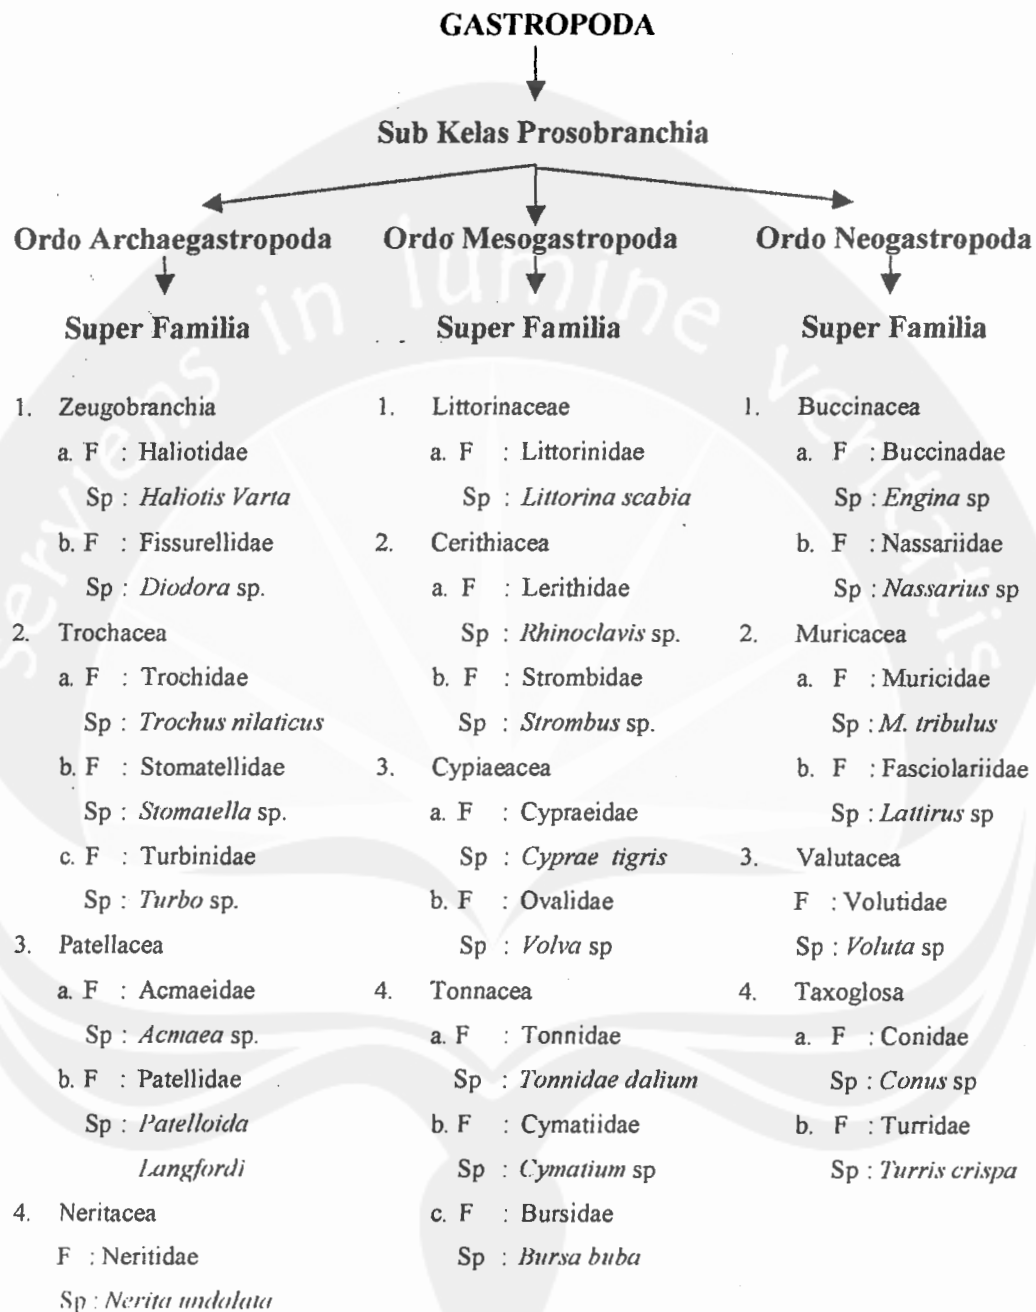 GASTROPODA
Sub Kelas Prosobranchia
Ordo Archaegastropoda
Super Familia
1. Zeugobranchia
a. F : Haliotidae
Sp : Haliotis Varta
b. F : Fissurellidae
Sp : Diodora sp.
2. Trochacea
a. F : Trochidae
Sp : Trochus nilaticus
b. F : Stomatellidae
Sp : Stomatella sp.
c. F : Turbinidae
Sp : Turbo sp.
3. Patellacea
a. F : Acmaeidae
Sp : Acmaea sp.
b. F : Patellidae
Sp : Patelloida
Langfordi
4. Neritacea
F : Neritidae
Sp : Nerita undalata
Ordo Mesogastropoda
Super Familia
1. Littorinaceae
a. F : Littorinidae
Sp : Littorina scabia
2. Cerithiacea
a. F : Lerithidae
Sp : Rhinoclavis sp.
b. F : Strombidae
Sp : Strombus sp.
3. Cypiaeacea
a. F : Cypraeidae
Sp : Cyprae tigris
b. F : Ovalidae
Sp : Volva sp
4. Tonnacea
a. F : Tonnidae
Sp : Tonnidae dalium
b. F : Cymatiidae
Sp : Cymatium sp
c. F : Bursidae
Sp : Bursa buba
Ordo Neogastropoda
Super Familia
1. Buccinacea
a. F : Buccinadae
Sp : Engina sp
b. F : Nassariidae
Sp : Nassarius sp
2. Muricacea
a. F : Muricidae
Sp : M. tribulus
b. F : Fasciolariidae
Sp : Lattirus sp
3. Valutacea
F : Volutidae
Sp : Voluta sp
4. Taxoglosa
a. F : Conidae
Sp : Conus sp
b. F : Turridae
Sp : Turris crispa
serviens in lumine veritatis